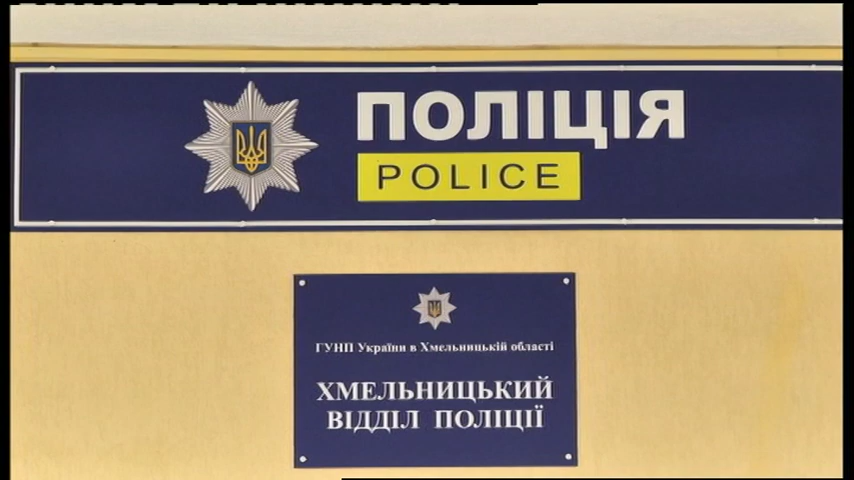 ПОЛІЦІЯ
POLICE
ГУНП України в Хмельницькій області
ХМЕЛЬНИЦЬКИЙ
ВІДДІЛ ПОЛІЦІЇ